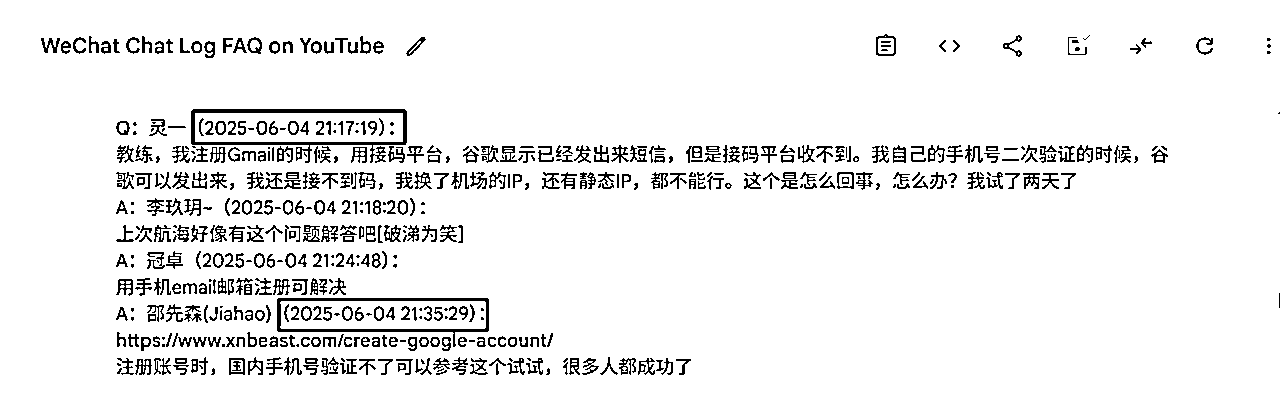 WeChat Chat Log FAQ on YouTube
Q：灵一（2025-06-04 21:17:19）：
教练，我注册Gmail的时候，用接码平台，谷歌显示已经发出来短信，但是接码平台收不到。我自己的手机号二次验证的时候，谷
歌可以发出来，我还是接不到码，我换了机场的IP，还有静态IP，都不能行。这个是怎么回事，怎么办？我试了两天了
A：李玖玥~（2025-06-04 21:18:20）：
上次航海好像有这个问题解答吧[破涕为笑]
A：冠卓（2025-06-04 21:24:48）：
用手机email邮箱注册可解决
A：邵先森(Jiahao)（2025-06-04 21:35:29）：
https://www.xnbeast.com/create-google-account/
注册账号时，国内手机号验证不了可以参考这个试试，很多人都成功了